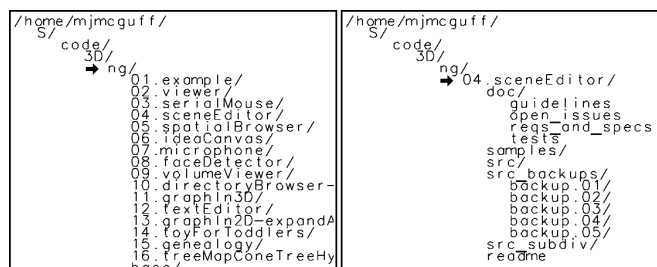 /home/mjmcguff/
S/
code/
3D/
ng/
01.example/
02.viewer/
03.serialMouse/
04.sceneEditor/
05.spatialBrowser/
06.ideaCanvas/
07.microphone/
08.faceDetector/
09.volumeViewer/
10.directoryBrowser-
11.graphIn3D/
12.textEditor/
13.graphIn2D-expandA
14.toyForToddlers/
15.genealogy/
16.treeMapConeTreeHy
/home/mjmcguff/
S/
code/
3D/
ng/
04.sceneEditor/
doc/
guidelines
open_issues
reqs_and_specs
tests
samples/
src/
src_backups/
backup.01/
backup.02/
backup.03/
backup.04/
backup.05/
src_subdiv/
readme